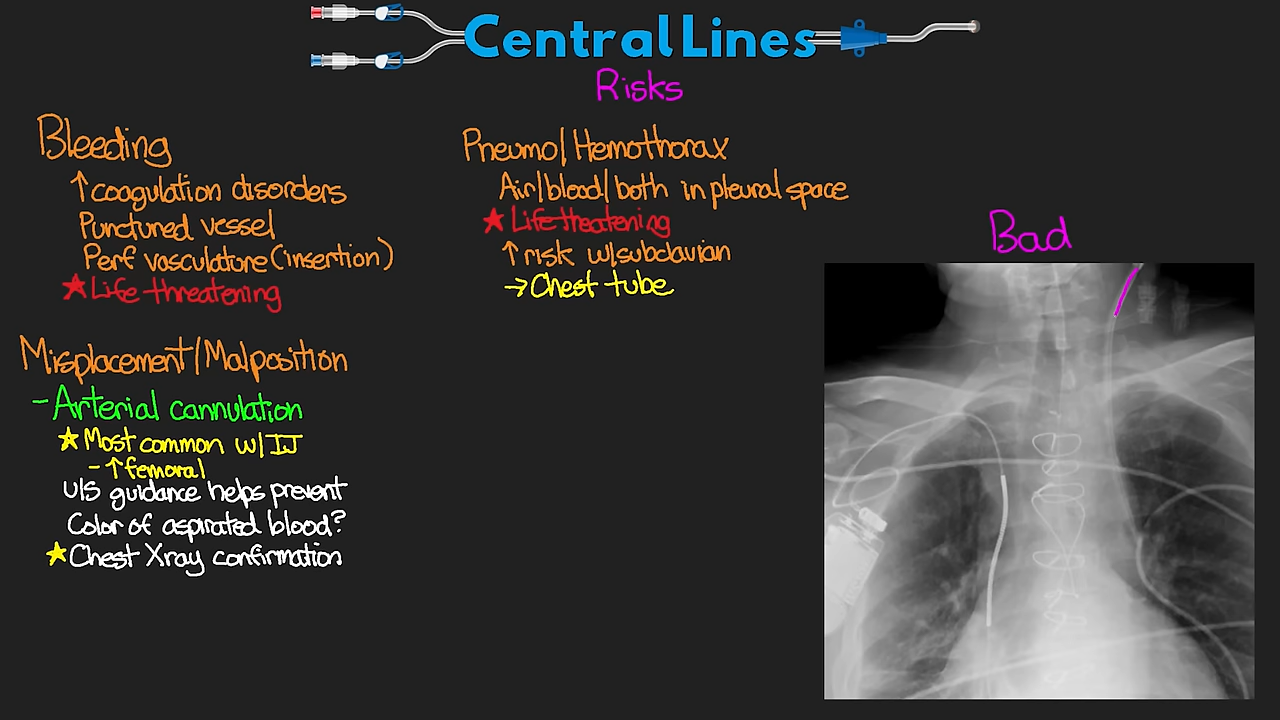 Central Lines
Risks
Bleeding
↑coagulation disorders
Punctured vessel
Perf vasculature (insertion)
★Life threatening
Misplacement/Malposition
-Arterial cannulation
★Most common w/IJ
-↑femoral
U/S guidance helps prevent
Color of aspirated blood?
★Chest Xray confirmation
Pneumo/Hemothorax
Air/blood/both in pleural space
★Life threatening
↑risk w/subclavian
→Chest tube
Bad